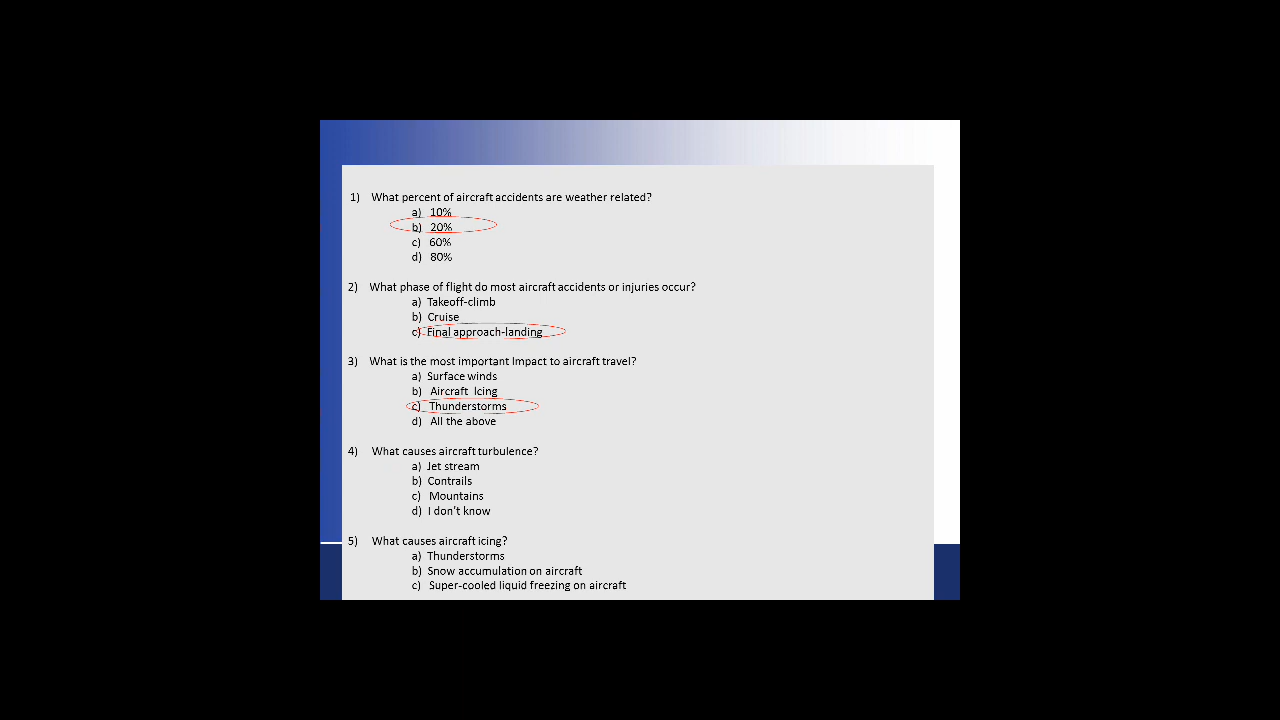 1) What percent of aircraft accidents are weather related?
a) 10%
b) 20%
c) 60%
d) 80%
2) What phase of flight do most aircraft accidents or injuries occur?
a) Takeoff-climb
b) Cruise
c) Final approach-landing
3) What is the most important Impact to aircraft travel?
a) Surface winds
b) Aircraft Icing
c) Thunderstorms
d) All the above
4) What causes aircraft turbulence?
a) Jet stream
b) Contrails
c) Mountains
d) I don't know
5) What causes aircraft icing?
a) Thunderstorms
b) Snow accumulation on aircraft
c) Super-cooled liquid freezing on aircraft